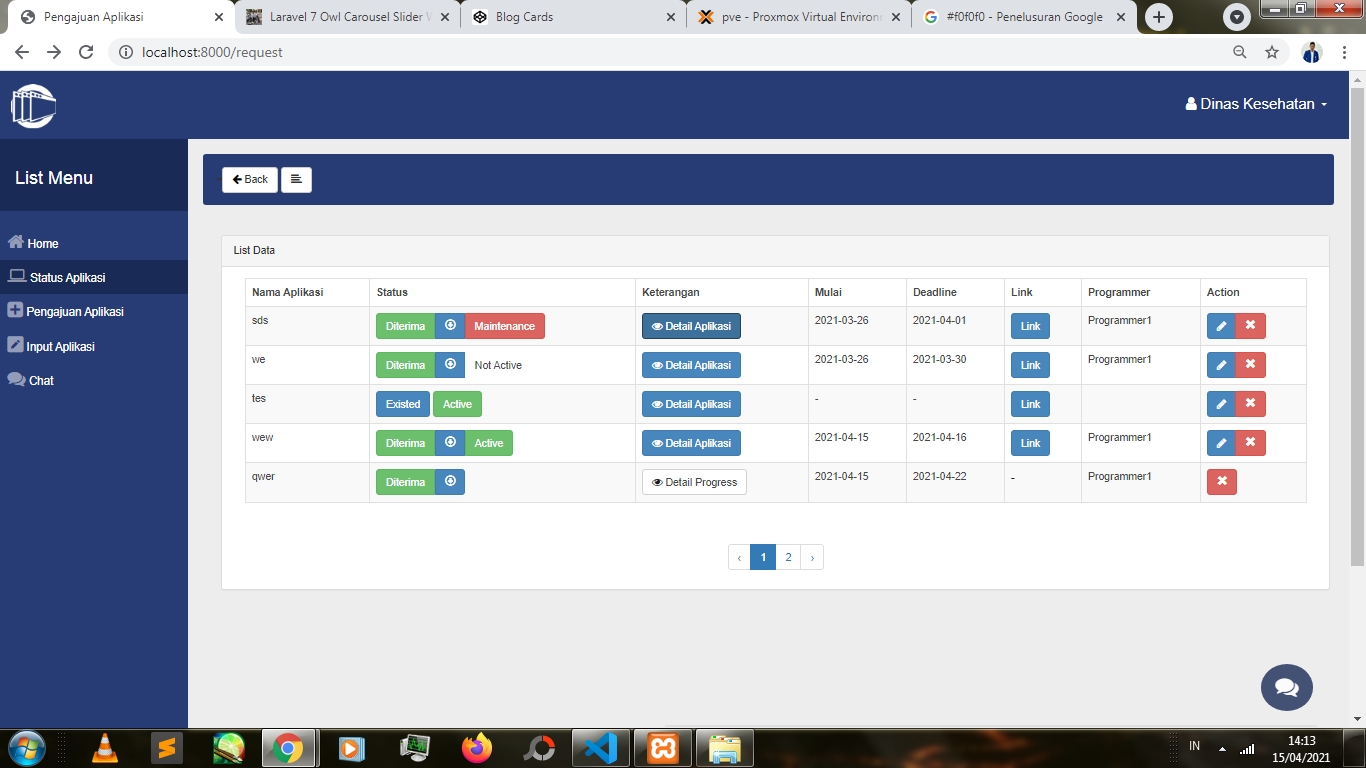 Pengajuan Aplikasi
Laravel 7 Owl Carousel Slider
Blog Cards
pve - Proxmox Virtual Environ
#f0f0f0 - Penelusuran Google
localhost:8000/request
Dinas Kesehatan
List Menu
Back
Home
Status Aplikasi
Pengajuan Aplikasi
Input Aplikasi
Chat
List Data
Nama Aplikasi Status Keterangan Mulai Deadline Link Programmer Action
sds Diterima Maintenance Detail Aplikasi 2021-03-26 2021-04-01 Link Programmer1
we Diterima Not Active Detail Aplikasi 2021-03-26 2021-03-30 Link Programmer1
tes Existed Active Detail Aplikasi - - Link
wew Diterima Active Detail Aplikasi 2021-04-15 2021-04-16 Link Programmer1
qwer Diterima Detail Progress 2021-04-15 2021-04-22 - Programmer1
‹ 1 2 ›
IN
14:13
15/04/2021